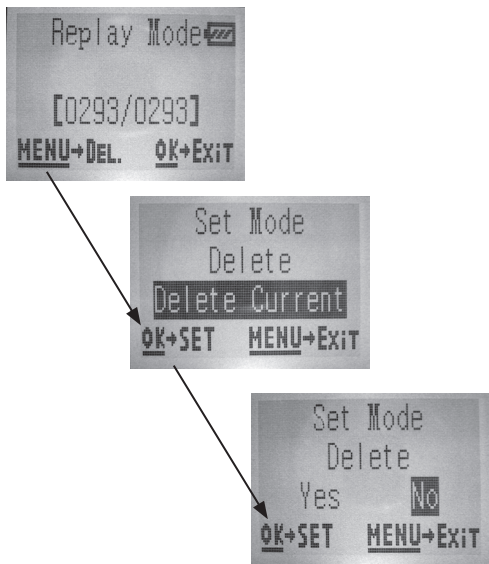 Replay Mode
[0293/0293]
MENU→DEL. OK→EXiT
Set Mode
Delete
Delete Current
OK→SET MENU→EXiT
Set Mode
Delete
Yes No
OK→SET MENU→EXiT